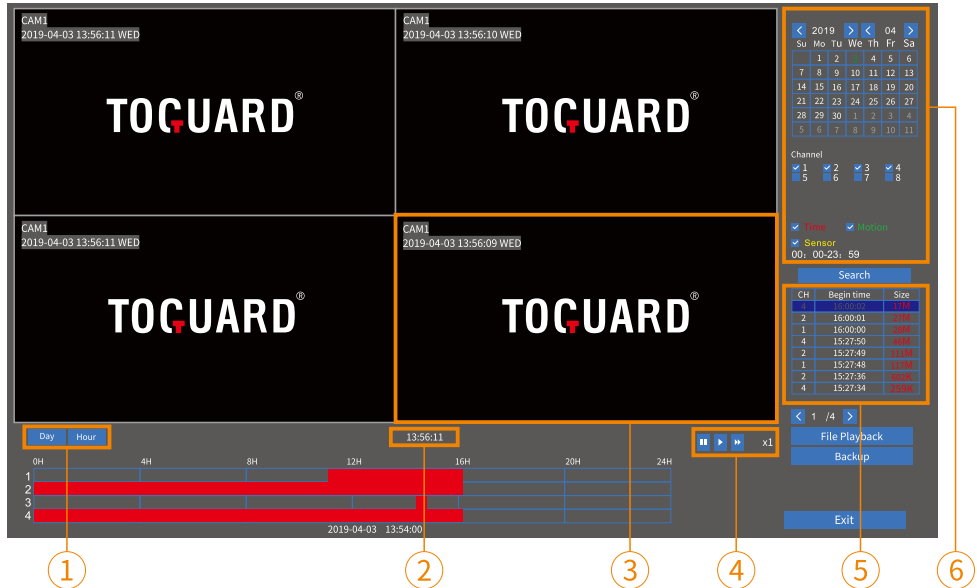 CAM1
2019-04-03 13:56:11 WED
TOGUARD®
CAM1
2019-04-03 13:56:10 WED
TOGUARD®
CAM1
2019-04-03 13:56:11 WED
TOGUARD®
CAM1
2019-04-03 13:56:09 WED
TOGUARD®
< 2019 > < 04 >
Su Mo Tu We Th Fr Sa
1 2 3 4 5 6
7 8 9 10 11 12 13
14 15 16 17 18 19 20
21 22 23 24 25 26 27
28 29 30 1 2 3 4
5 6 7 8 9 10 11
Channel
1 2 3 4
5 6 7 8
Time Motion
Sensor
00: 00-23: 59
Search
CH Begin time Size
4 16:00:02 17M
2 16:00:01
1 16:00:00
4 15:27:50
2 15:27:49
1 15:27:48
2 15:27:36
4 15:27:34
< 1 /4 >
File Playback
Backup
Exit
Day Hour
13:56:11
x1
0H 4H 8H 12H 16H 20H 24H
1
2
3
4
2019-04-03 13:54:00
1 2 3 4 5 6